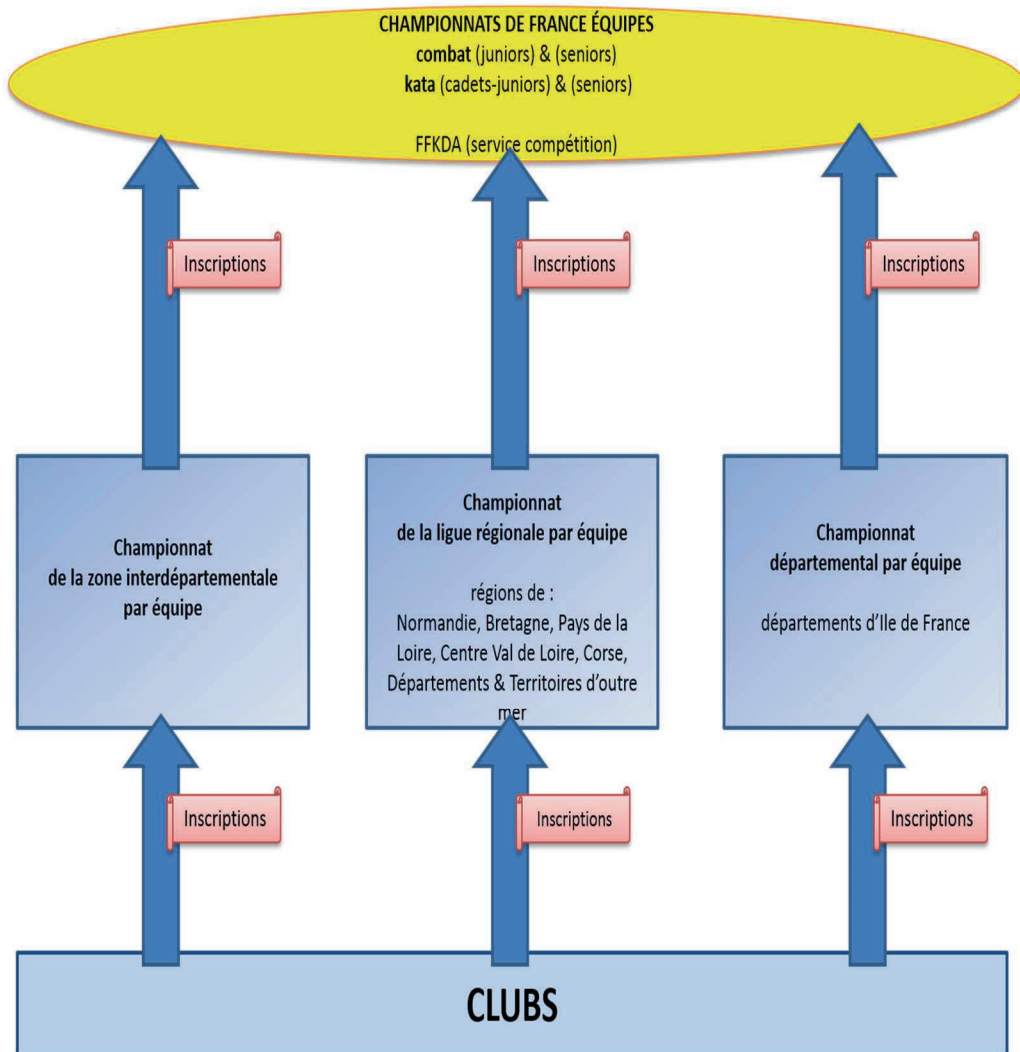 CHAMPIONNATS DE FRANCE ÉQUIPES
combat (juniors) & (seniors)
kata (cadets-juniors) & (seniors)
FFKDA (service compétition)
Inscriptions
Inscriptions
Inscriptions
Championnat
de la zone interdépartementale
par équipe
Championnat
de la ligue régionale par équipe
régions de :
Normandie, Bretagne, Pays de la
Loire, Centre Val de Loire, Corse,
Départements & Territoires d'outre
mer
Championnat
départemental par équipe
départements d'Ile de France
Inscriptions
Inscriptions
Inscriptions
CLUBS